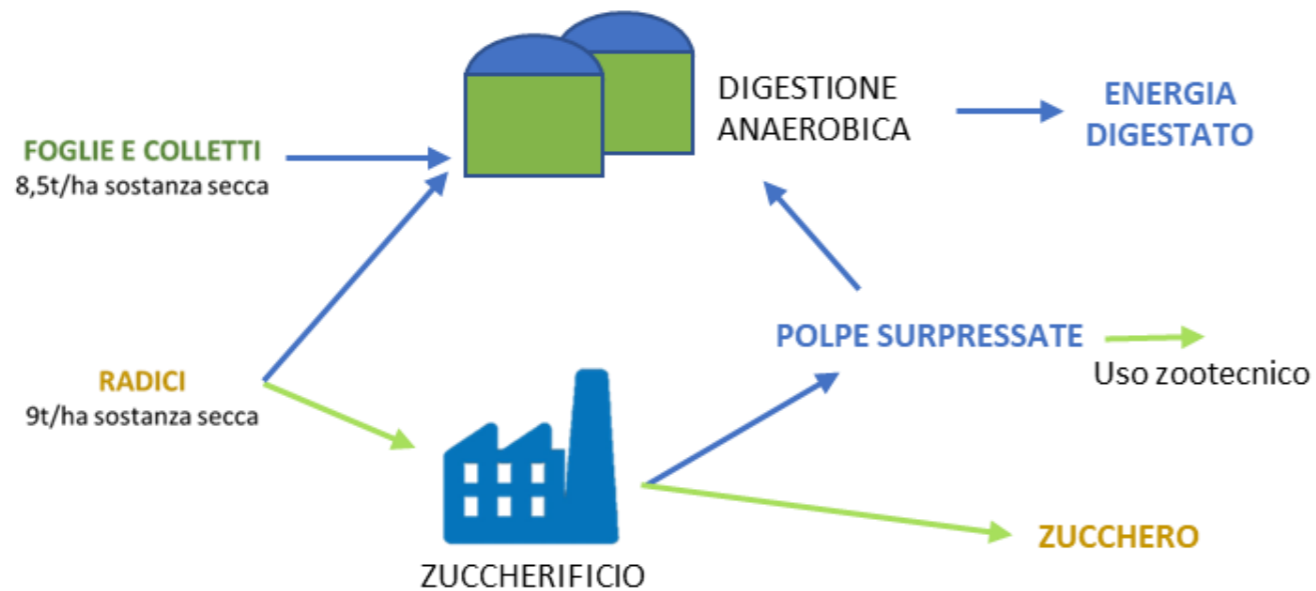 DIGESTIONE
ANAEROBICA
ENERGIA
DIGESTATO
FOGLIE E COLLETTI
8,5t/ha sostanza secca
POLPE SURPRESSATE
Uso zootecnico
RADICI
9t/ha sostanza secca
ZUCCHERO
ZUCCHERIFICIO